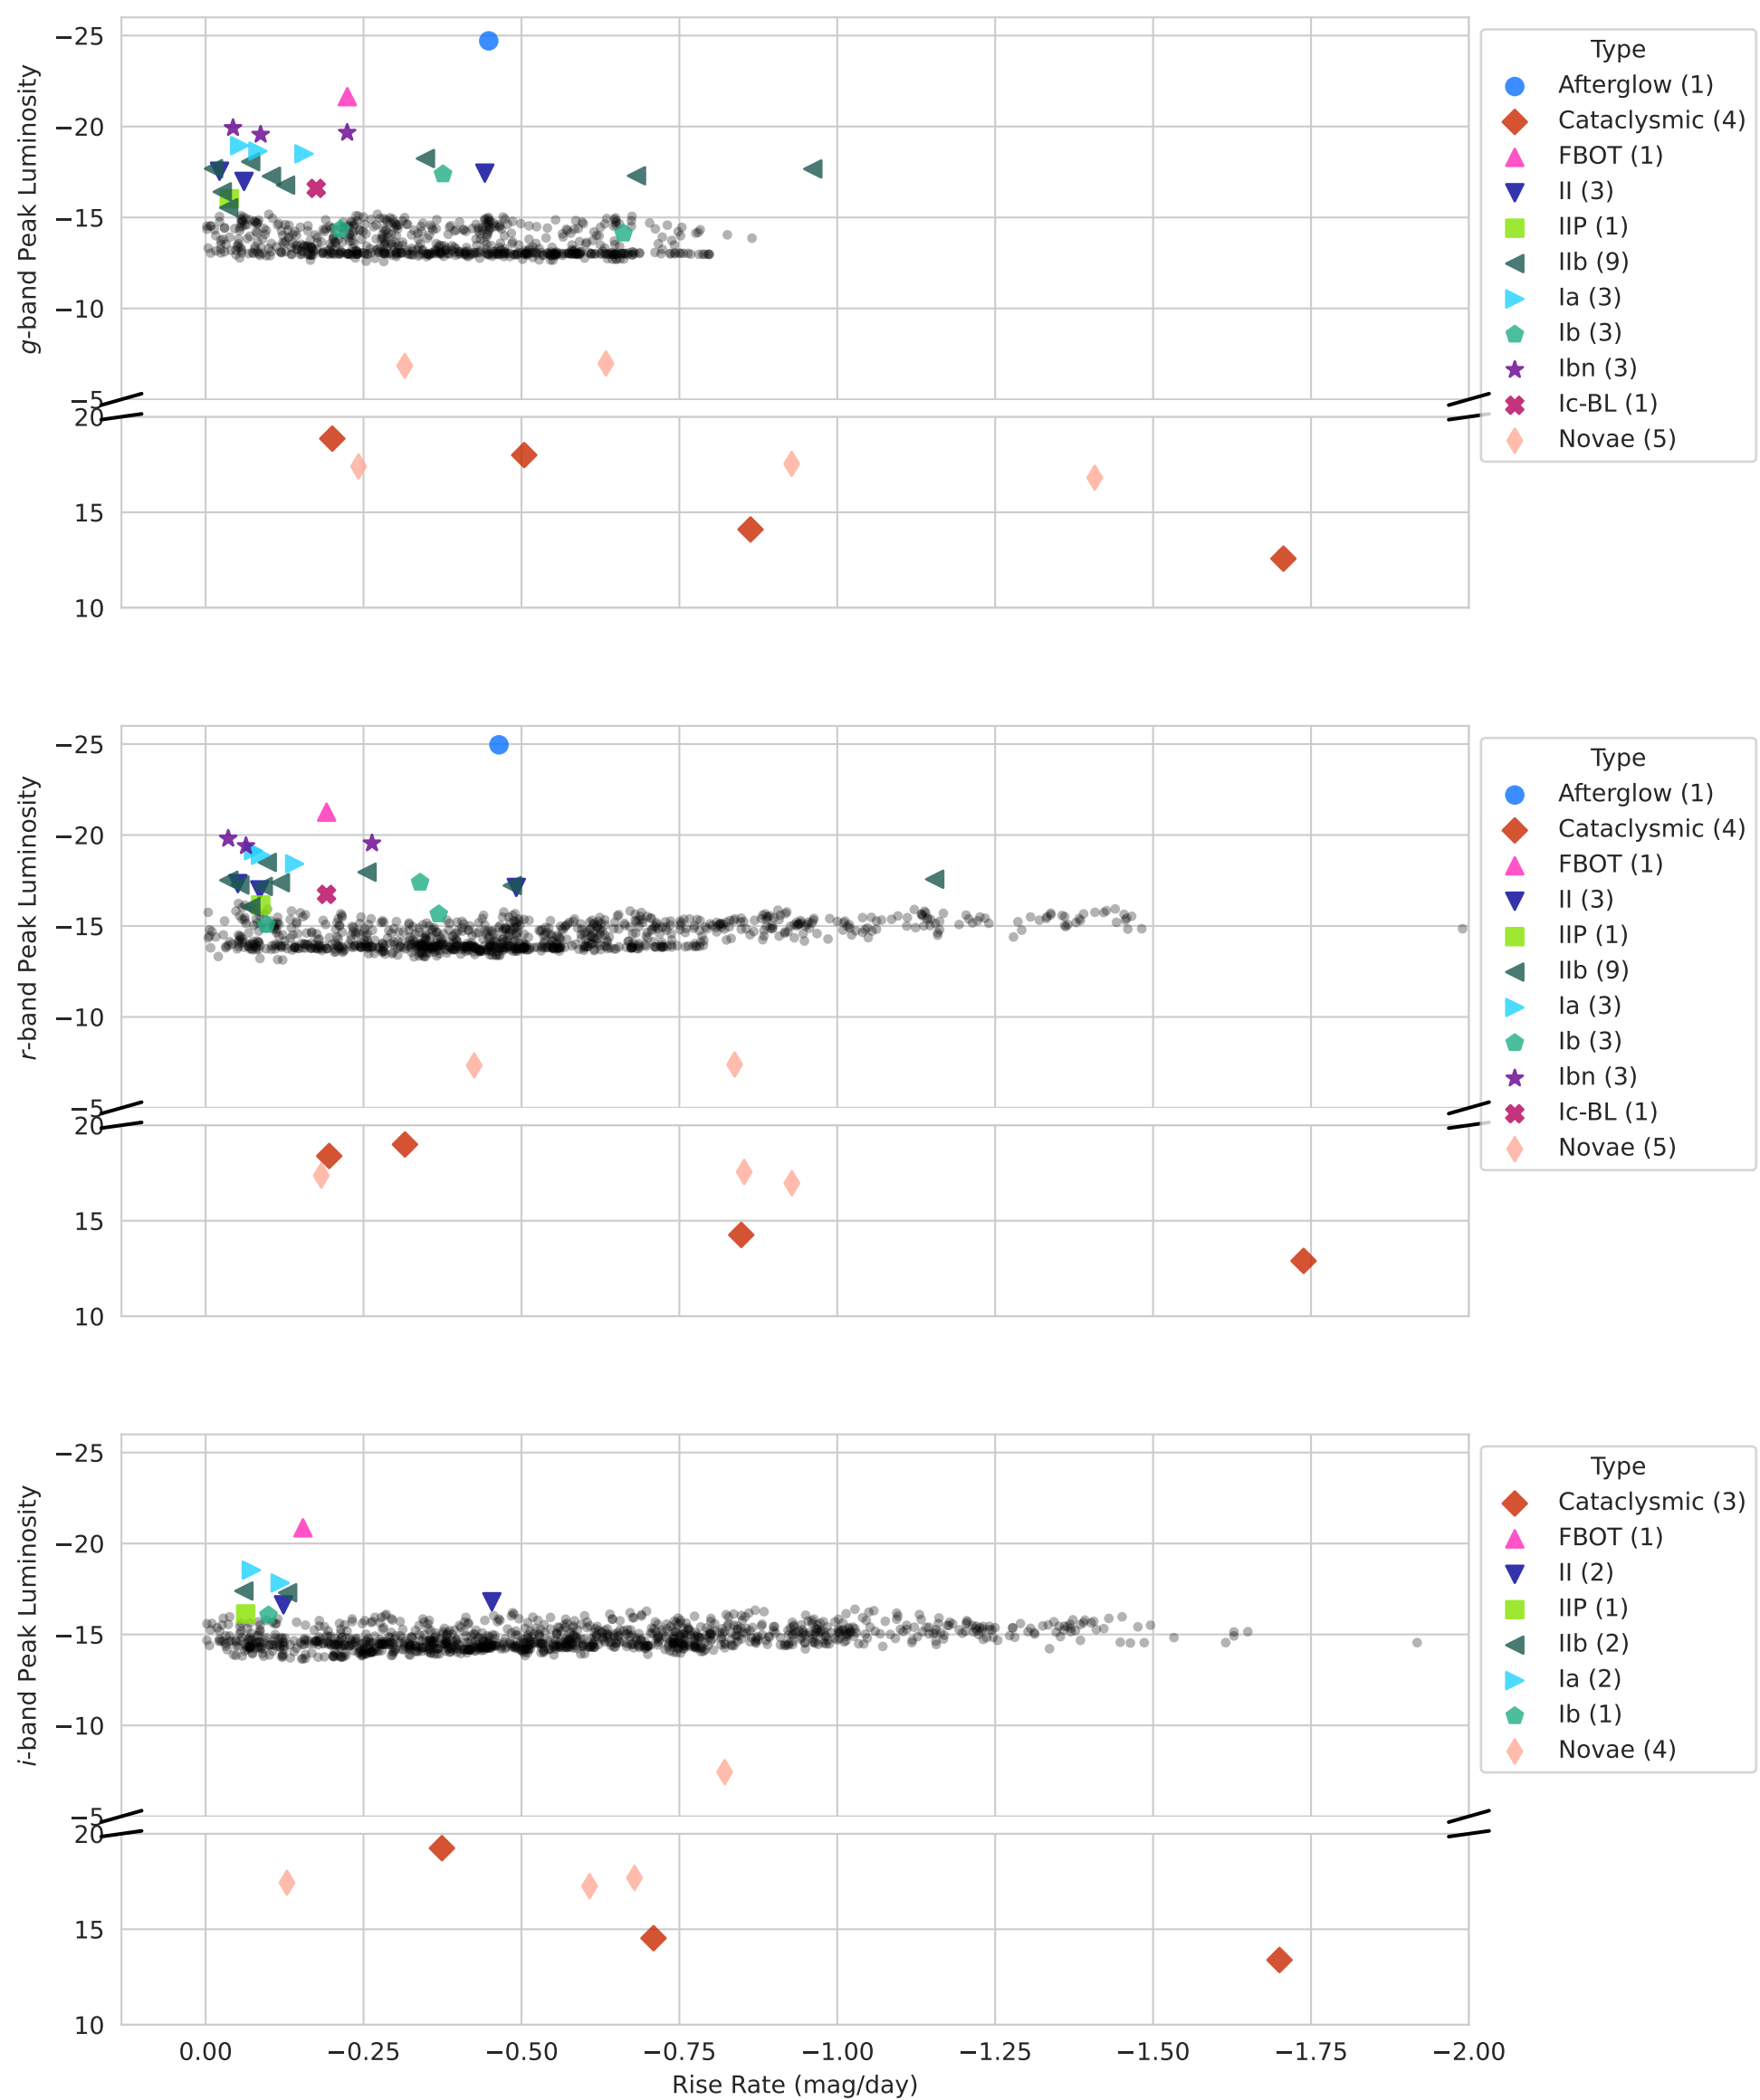 −25
−20
−15
−10
−5
g-band Peak Luminosity
20
15
10
Type
Afterglow (1)
Cataclysmic (4)
FBOT (1)
II (3)
IIP (1)
IIb (9)
Ia (3)
Ib (3)
Ibn (3)
Ic-BL (1)
Novae (5)
−25
−20
−15
−10
−5
r-band Peak Luminosity
20
15
10
Type
Afterglow (1)
Cataclysmic (4)
FBOT (1)
II (3)
IIP (1)
IIb (9)
Ia (3)
Ib (3)
Ibn (3)
Ic-BL (1)
Novae (5)
−25
−20
−15
−10
−5
i-band Peak Luminosity
20
15
10
Type
Cataclysmic (3)
FBOT (1)
II (2)
IIP (1)
IIb (2)
Ia (2)
Ib (1)
Novae (4)
0.00 −0.25 −0.50 −0.75 −1.00 −1.25 −1.50 −1.75 −2.00
Rise Rate (mag/day)